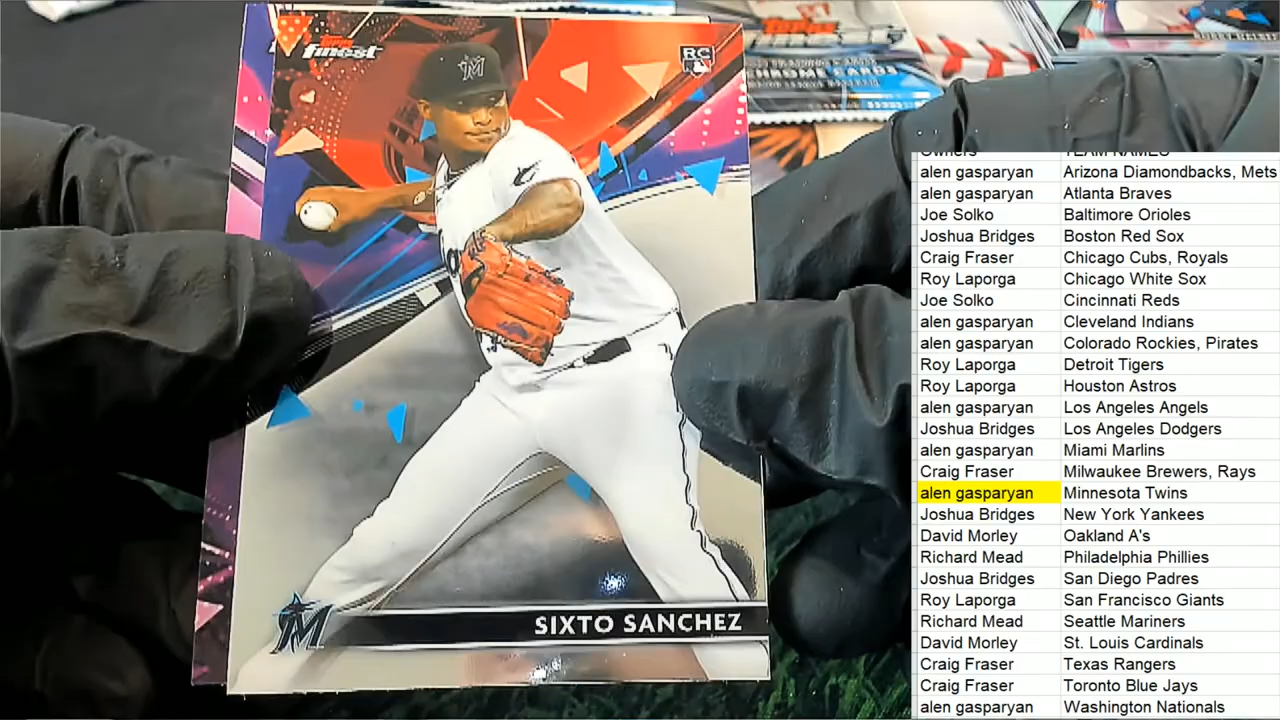 TOPPS
finest
RC
SIXTO SANCHEZ
CHROME CARDS
Owners TEAM NAMES
alen gasparyan Arizona Diamondbacks, Mets
alen gasparyan Atlanta Braves
Joe Solko Baltimore Orioles
Joshua Bridges Boston Red Sox
Craig Fraser Chicago Cubs, Royals
Roy Laporga Chicago White Sox
Joe Solko Cincinnati Reds
alen gasparyan Cleveland Indians
alen gasparyan Colorado Rockies, Pirates
Roy Laporga Detroit Tigers
Roy Laporga Houston Astros
alen gasparyan Los Angeles Angels
Joshua Bridges Los Angeles Dodgers
alen gasparyan Miami Marlins
Craig Fraser Milwaukee Brewers, Rays
alen gasparyan Minnesota Twins
Joshua Bridges New York Yankees
David Morley Oakland A's
Richard Mead Philadelphia Phillies
Joshua Bridges San Diego Padres
Roy Laporga San Francisco Giants
Richard Mead Seattle Mariners
David Morley St. Louis Cardinals
Craig Fraser Texas Rangers
Craig Fraser Toronto Blue Jays
alen gasparyan Washington Nationals